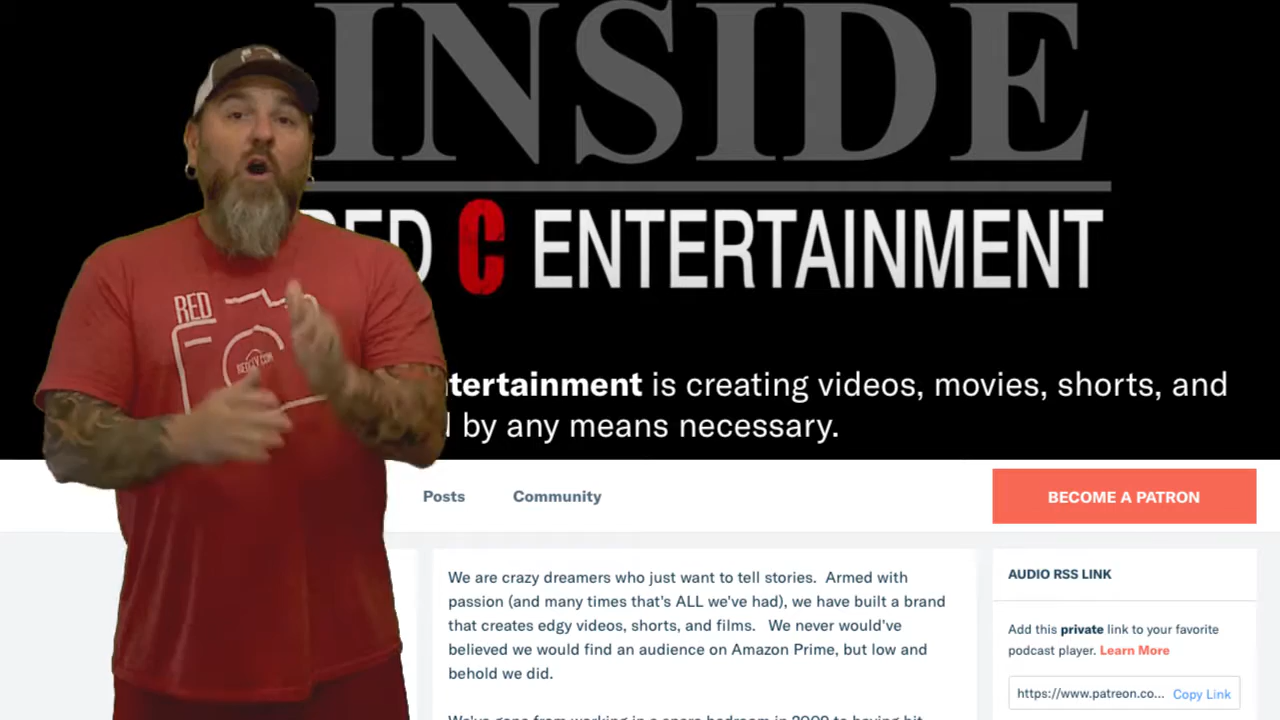 INSIDE
RED C ENTERTAINMENT
tertainment is creating videos, movies, shorts, and
by any means necessary.
Posts Community
BECOME A PATRON
We are crazy dreamers who just want to tell stories. Armed with
passion (and many times that's ALL we've had), we have built a brand
that creates edgy videos, shorts, and films. We never would've
believed we would find an audience on Amazon Prime, but low and
behold we did.
AUDIO RSS LINK
Add this private link to your favorite
podcast player. Learn More
https://www.patreon.co... Copy Link
RED
REDCTV.COM